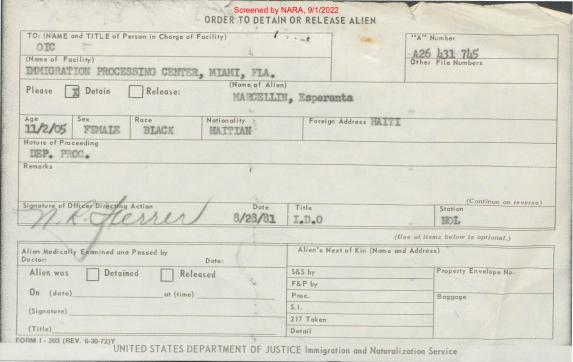 Screened by NARA, 9/1/2022
ORDER TO DETAIN OR RELEASE ALIEN
TO: (NAME and TITLE of Person in Charge of Facility)
OIC
"A" Number
A26 431 745
(Name of Facility)
Other File Numbers
IMMIGRATION PROCESSING CENTER, MIAMI, FLA.
Please X Detain Release:
(Name of Alien)
MARCELLIN, Esperanta
Age Sex Race Nationality Foreign Address HAITI
11/2/05 FEMALE BLACK HAITIAN
Nature of Proceeding
DEP. PROC.
Remarks
(Continue on reverse)
Signature of Officer Directing Action Date Title Station
N. R. Ferrer 8/28/81 I.D.O NOL
(Use of items below is optional.)
Alien Medically Examined and Passed by
Doctor: Date:
Alien's Next of Kin (Name and Address)
Alien was Detained Released
On (date) at (time)
(Signature)
(Title)
S&S by
F&P by
Proc.
S.I.
217 Taken
Detail
Property Envelope No.
Baggage
FORM I - 203 (REV. 6-30-72)Y
UNITED STATES DEPARTMENT OF JUSTICE Immigration and Naturalization Service